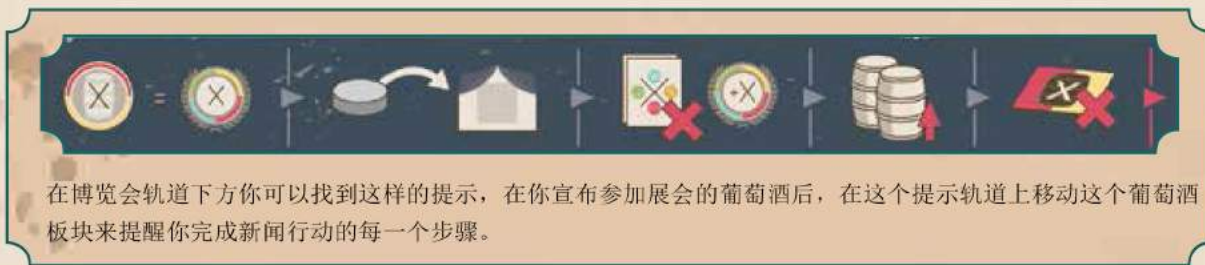 在博览会轨道下方你可以找到这样的提示，在你宣布参加展会的葡萄酒后，在这个提示轨道上移动这个葡萄酒
板块来提醒你完成新闻行动的每一个步骤。